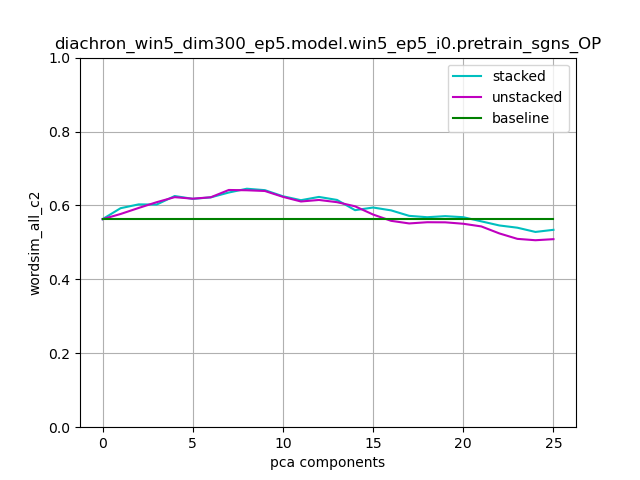 diachron_win5_dim300_ep5.model.win5_ep5_i0.pretrain_sgns_OP
stacked
unstacked
baseline
wordsim_all_c2
1.0
0.8
0.6
0.4
0.2
0.0
0 5 10 15 20 25
pca components